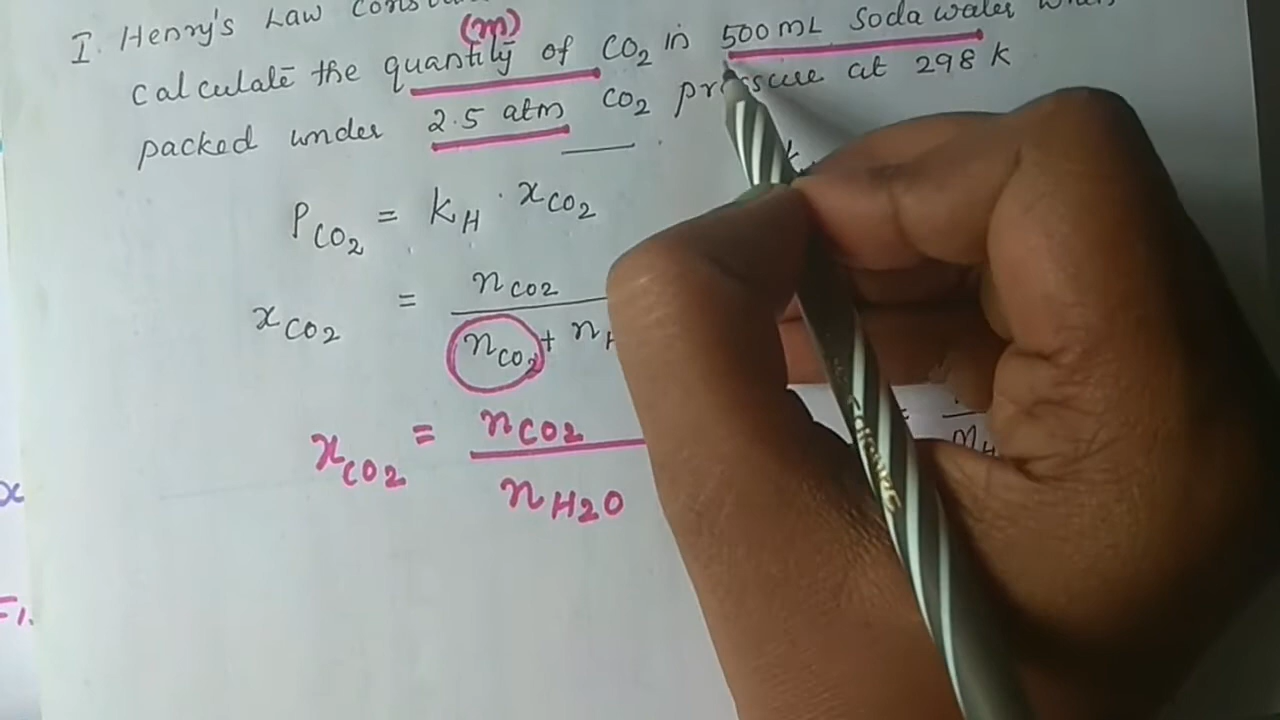 I. Henry's Law
(m)
calculate the quantity of CO2 in 500 mL Soda water
packed under 2.5 atm CO2 pressure at 298 K
P CO2 = KH · xCO2
xCO2 = nCO2 / nCO2 + n
xCO2 = nCO2 / nH2O